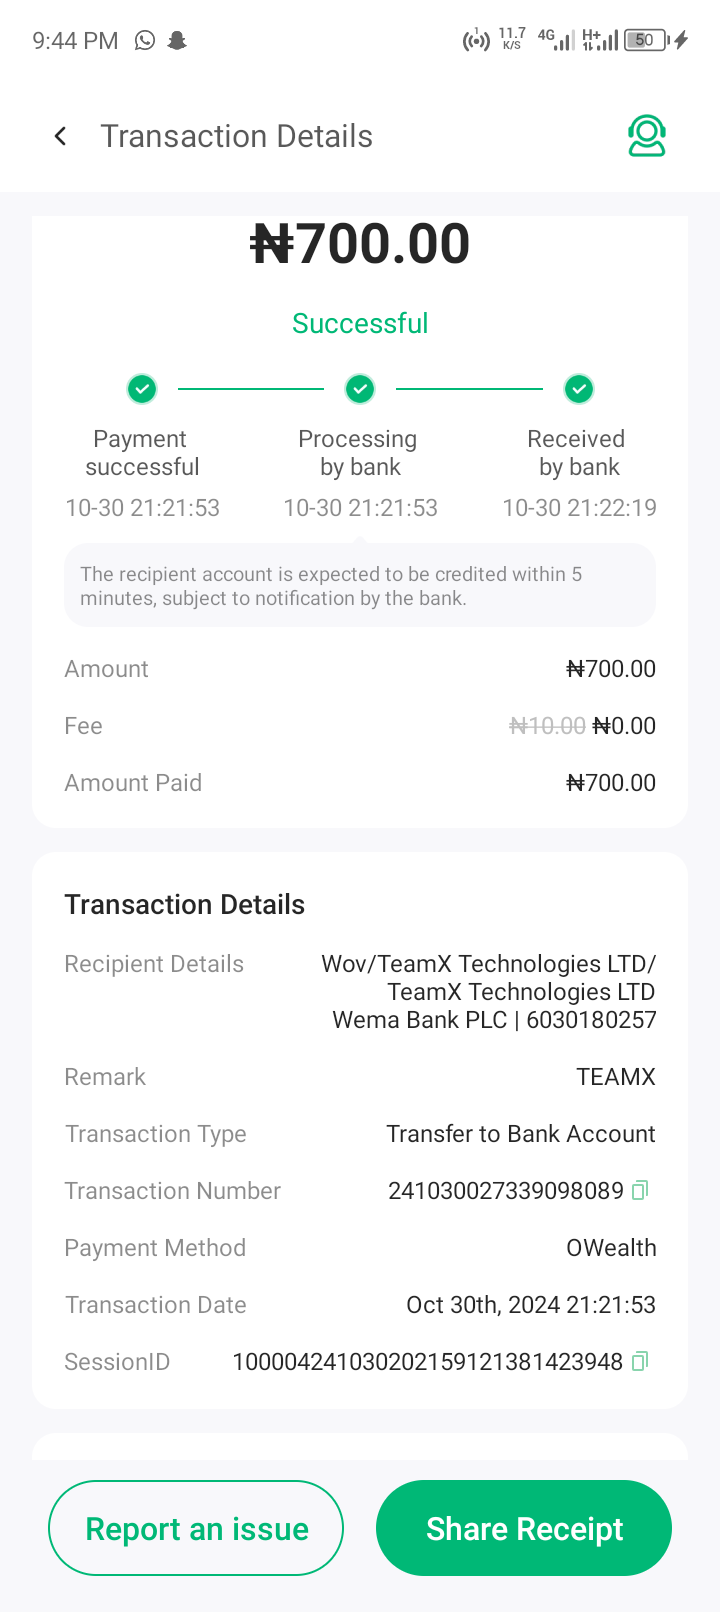 9:44 PM 1 11.7 K/S 4G H+ 50
Transaction Details
₦700.00
Successful
Payment successful
Processing by bank
Received by bank
10-30 21:21:53 10-30 21:21:53 10-30 21:22:19
The recipient account is expected to be credited within 5
minutes, subject to notification by the bank.
Amount ₦700.00
Fee ₦10.00 ₦0.00
Amount Paid ₦700.00
Transaction Details
Recipient Details Wov/TeamX Technologies LTD/
TeamX Technologies LTD
Wema Bank PLC | 6030180257
Remark TEAMX
Transaction Type Transfer to Bank Account
Transaction Number 241030027339098089
Payment Method OWealth
Transaction Date Oct 30th, 2024 21:21:53
SessionID 100004241030202159121381423948
Report an issue Share Receipt